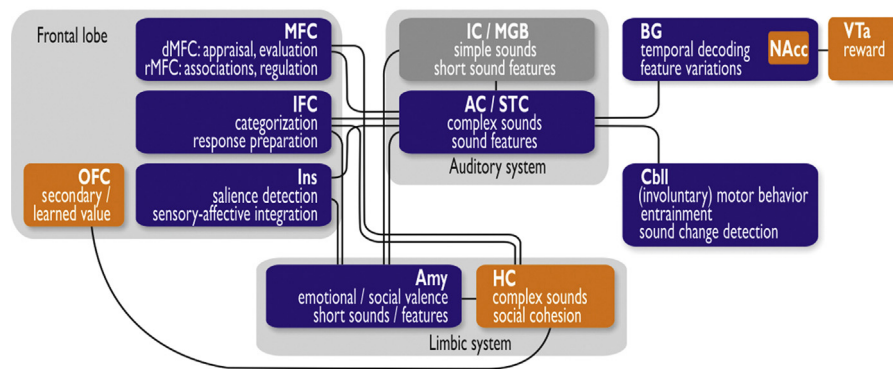 Frontal lobe
MFC
dMFC: appraisal, evaluation
rMFC: associations, regulation
IFC
categorization
response preparation
OFC
secondary /
learned value
Ins
salience detection
sensory-affective integration
IC / MGB
simple sounds
short sound features
AC / STC
complex sounds
sound features
Auditory system
BG
temporal decoding
feature variations
NAcc
VTa
reward
Cbll
(involuntary) motor behavior
entrainment
sound change detection
Amy
emotional / social valence
short sounds / features
HC
complex sounds
social cohesion
Limbic system